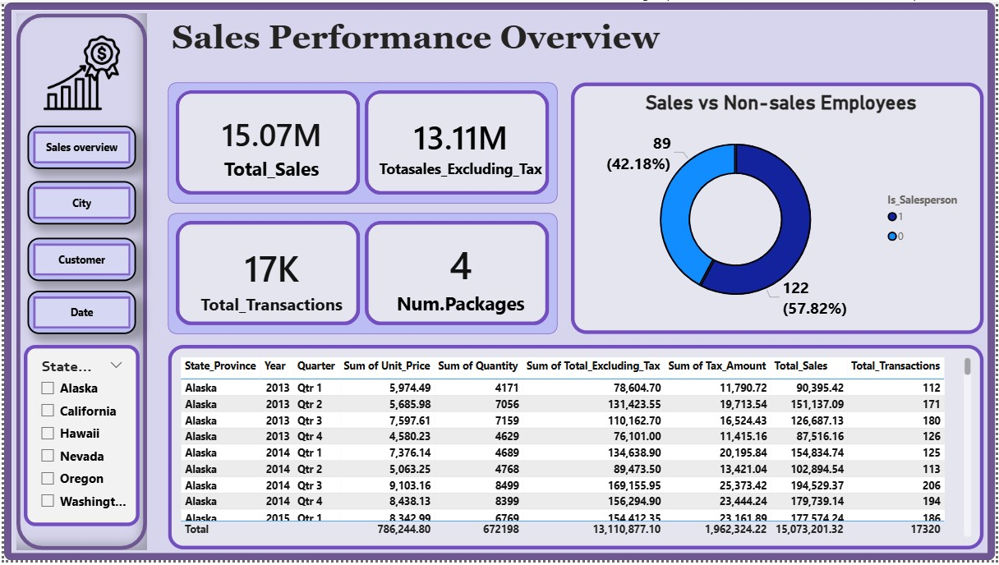 Sales Performance Overview
Sales overview
City
Customer
Date
State...
Alaska
California
Hawaii
Nevada
Oregon
Washingt...
15.07M
Total_Sales
13.11M
Totasales_Excluding_Tax
17K
Total_Transactions
4
Num.Packages
Sales vs Non-sales Employees
89
(42.18%)
122
(57.82%)
Is_Salesperson
1
0
State_Province Year Quarter Sum of Unit_Price Sum of Quantity Sum of Total_Excluding_Tax Sum of Tax_Amount Total_Sales Total_Transactions
Alaska 2013 Qtr 1 5,974.49 4171 78,604.70 11,790.72 90,395.42 112
Alaska 2013 Qtr 2 5,685.98 7056 131,423.55 19,713.54 151,137.09 171
Alaska 2013 Qtr 3 7,597.61 7159 110,162.70 16,524.43 126,687.13 180
Alaska 2013 Qtr 4 4,580.23 4629 76,101.00 11,415.16 87,516.16 126
Alaska 2014 Qtr 1 7,376.14 4689 134,638.90 20,195.84 154,834.74 125
Alaska 2014 Qtr 2 5,063.25 4768 89,473.50 13,421.04 102,894.54 113
Alaska 2014 Qtr 3 9,103.16 8499 169,155.95 25,373.42 194,529.37 206
Alaska 2014 Qtr 4 8,438.13 8399 156,294.90 23,444.24 179,739.14 194
Alaska 2015 Qtr 1 8,342.99 6769 154,412.35 23,161.89 177,574.24 186
Total 786,244.80 672198 13,110,877.10 1,962,324.22 15,073,201.32 17320